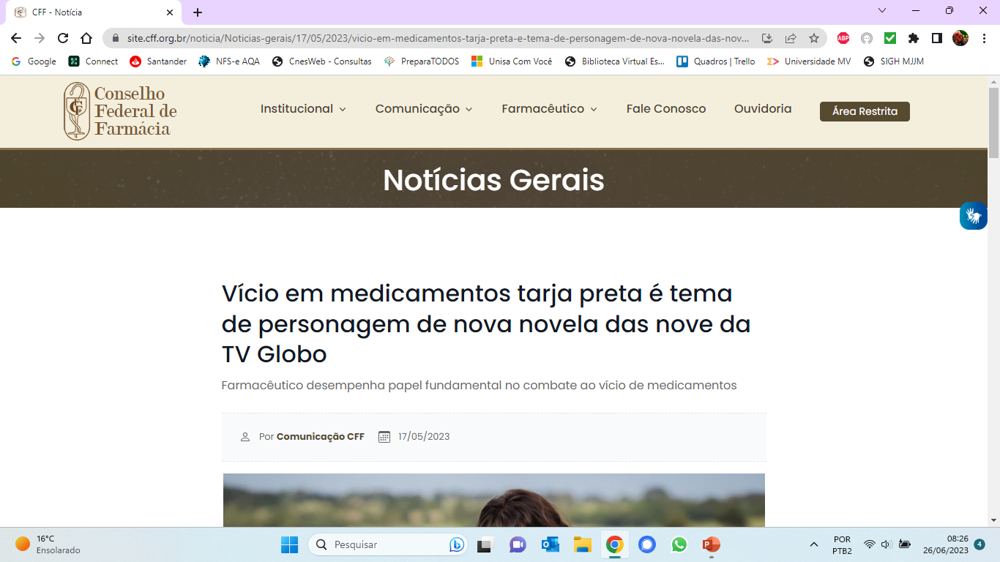 CFF - Notícia
site.cff.org.br/noticia/Noticias-gerais/17/05/2023/vicio-em-medicamentos-tarja-preta-e-tema-de-personagem-de-nova-novela-das-nov...
ABP
Google Connect Santander NFS-e AQA CnesWeb - Consultas PreparaTODOS Unisa Com Você Biblioteca Virtual Es... Quadros | Trello Universidade MV SIGH MJJM
Conselho
Federal de
Farmácia
Institucional Comunicação Farmacêutico Fale Conosco Ouvidoria Área Restrita
Notícias Gerais
Vício em medicamentos tarja preta é tema
de personagem de nova novela das nove da
TV Globo
Farmacêutico desempenha papel fundamental no combate ao vício de medicamentos
Por Comunicação CFF 17/05/2023
16°C
Ensolarado
Pesquisar
POR
PTB2
08:26
26/06/2023
4